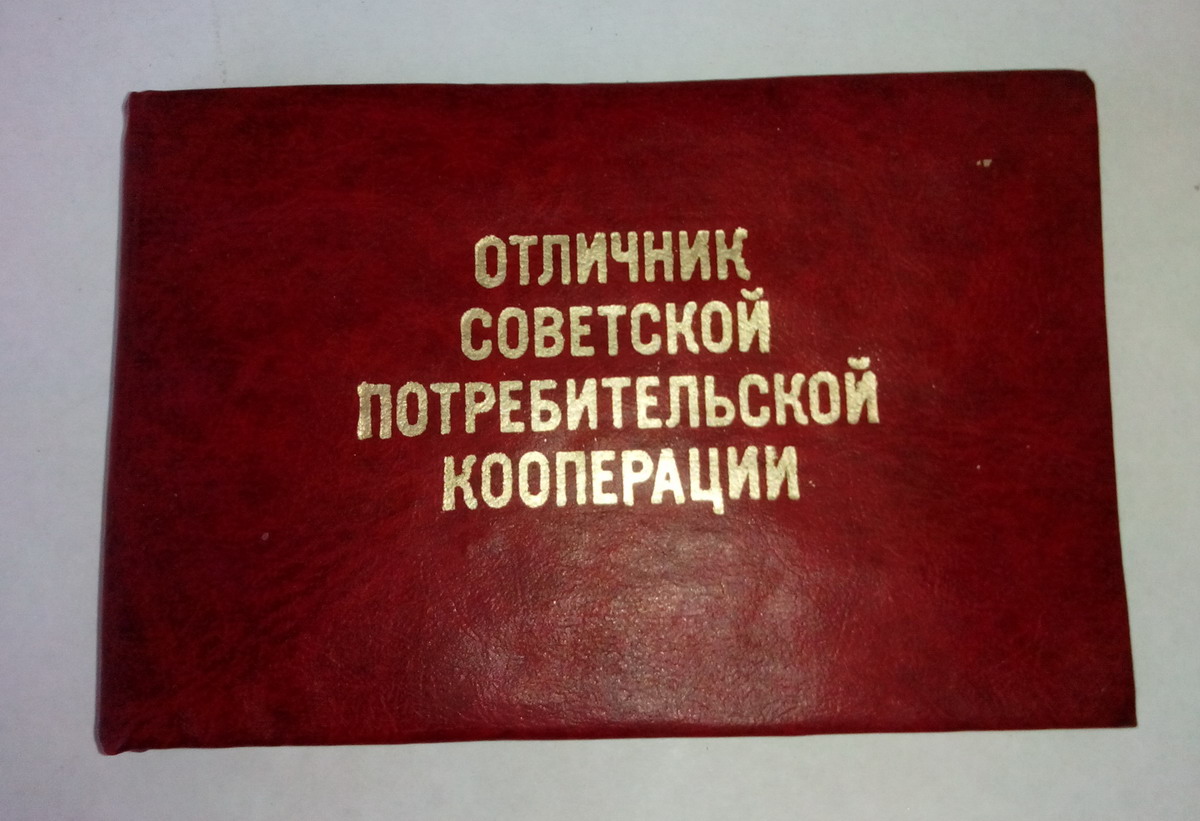 ОТЛИЧНИК
СОВЕТСКОЙ
ПОТРЕБИТЕЛЬСКОЙ
КООПЕРАЦИИ